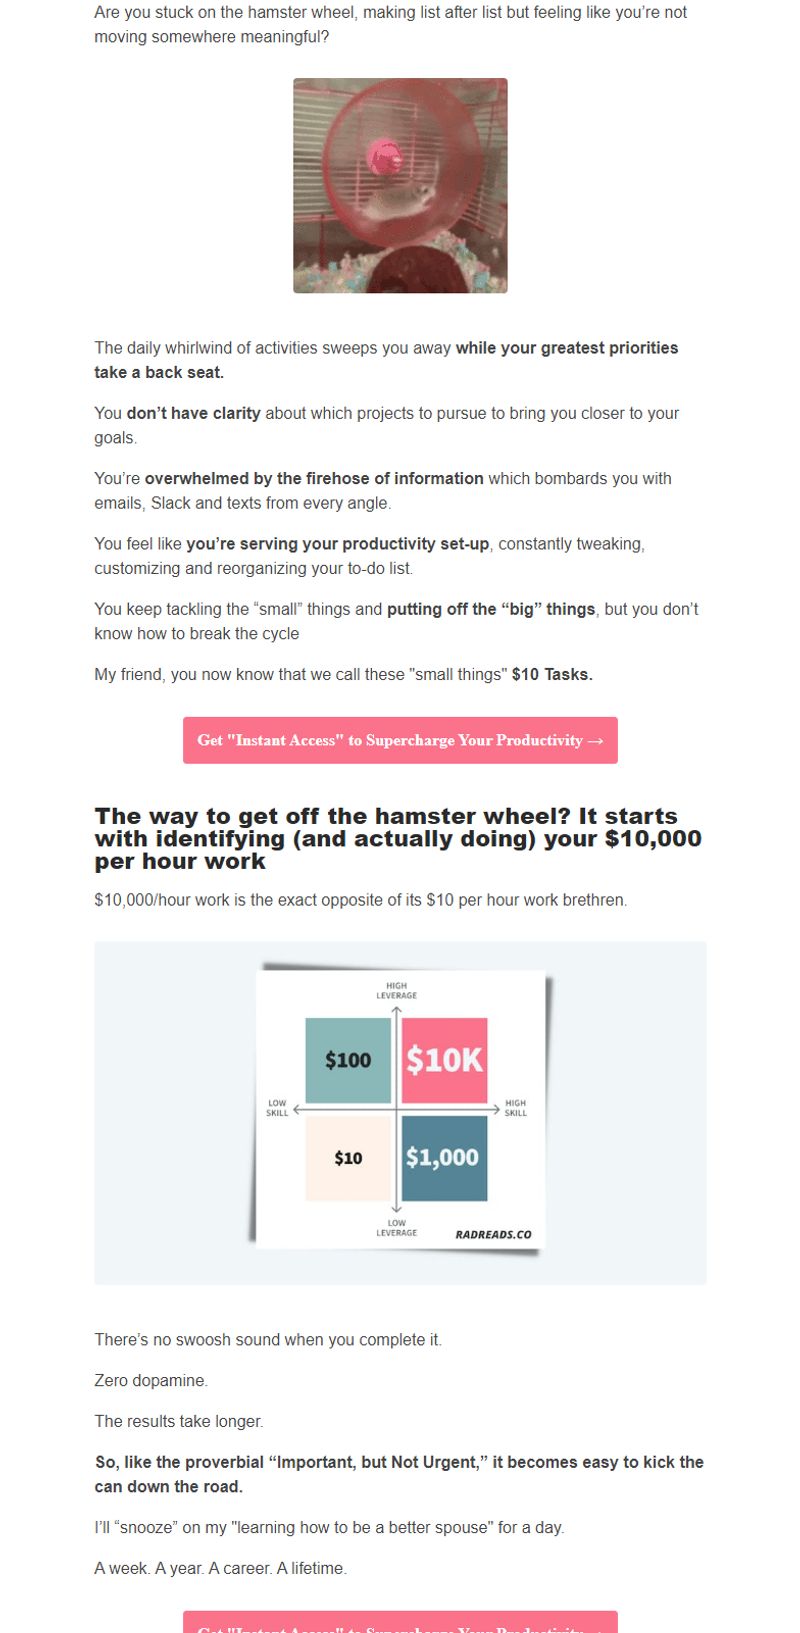 Are you stuck on the hamster wheel, making list after list but feeling like you’re not
moving somewhere meaningful?
The daily whirlwind of activities sweeps you away while your greatest priorities
take a back seat.
You don’t have clarity about which projects to pursue to bring you closer to your
goals.
You’re overwhelmed by the firehose of information which bombards you with
emails, Slack and texts from every angle.
You feel like you’re serving your productivity set-up, constantly tweaking,
customizing and reorganizing your to-do list.
You keep tackling the “small” things and putting off the “big” things, but you don’t
know how to break the cycle
My friend, you now know that we call these "small things" $10 Tasks.
Get "Instant Access" to Supercharge Your Productivity →
The way to get off the hamster wheel? It starts
with identifying (and actually doing) your $10,000
per hour work
$10,000/hour work is the exact opposite of its $10 per hour work brethren.
HIGH
LEVERAGE
$100 $10K
LOW
SKILL
HIGH
SKILL
$10 $1,000
LOW
LEVERAGE
RADREADS.CO
There’s no swoosh sound when you complete it.
Zero dopamine.
The results take longer.
So, like the proverbial “Important, but Not Urgent,” it becomes easy to kick the
can down the road.
I’ll “snooze” on my "learning how to be a better spouse" for a day.
A week. A year. A career. A lifetime.
Get "Instant Access" to Supercharge Your Productivity →